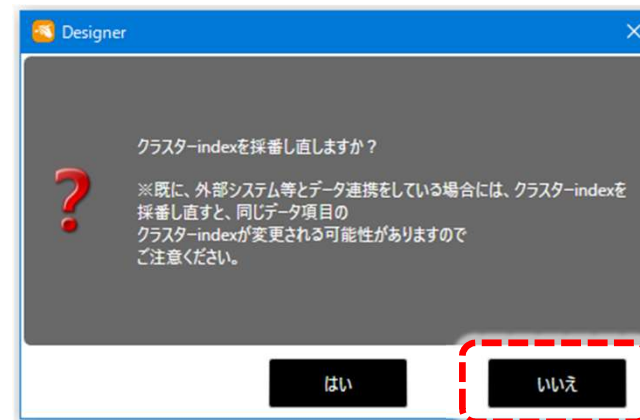 Designer
クラスターindexを採番し直しますか？
※既に、外部システム等とデータ連携をしている場合には、クラスターindexを
採番し直すと、同じデータ項目の
クラスターindexが変更される可能性がありますので
ご注意ください。
はい
いいえ